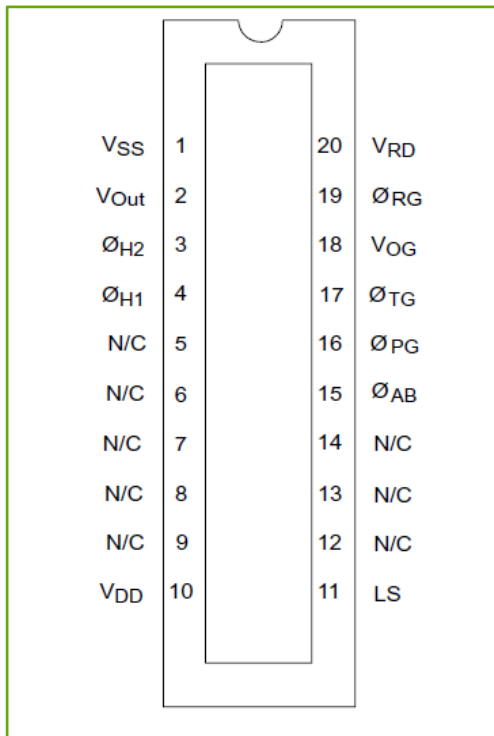 VSS 1 20 VRD
VOut 2 19 ØRG
ØH2 3 18 VOG
ØH1 4 17 ØTG
N/C 5 16 ØPG
N/C 6 15 ØAB
N/C 7 14 N/C
N/C 8 13 N/C
N/C 9 12 N/C
VDD 10 11 LS